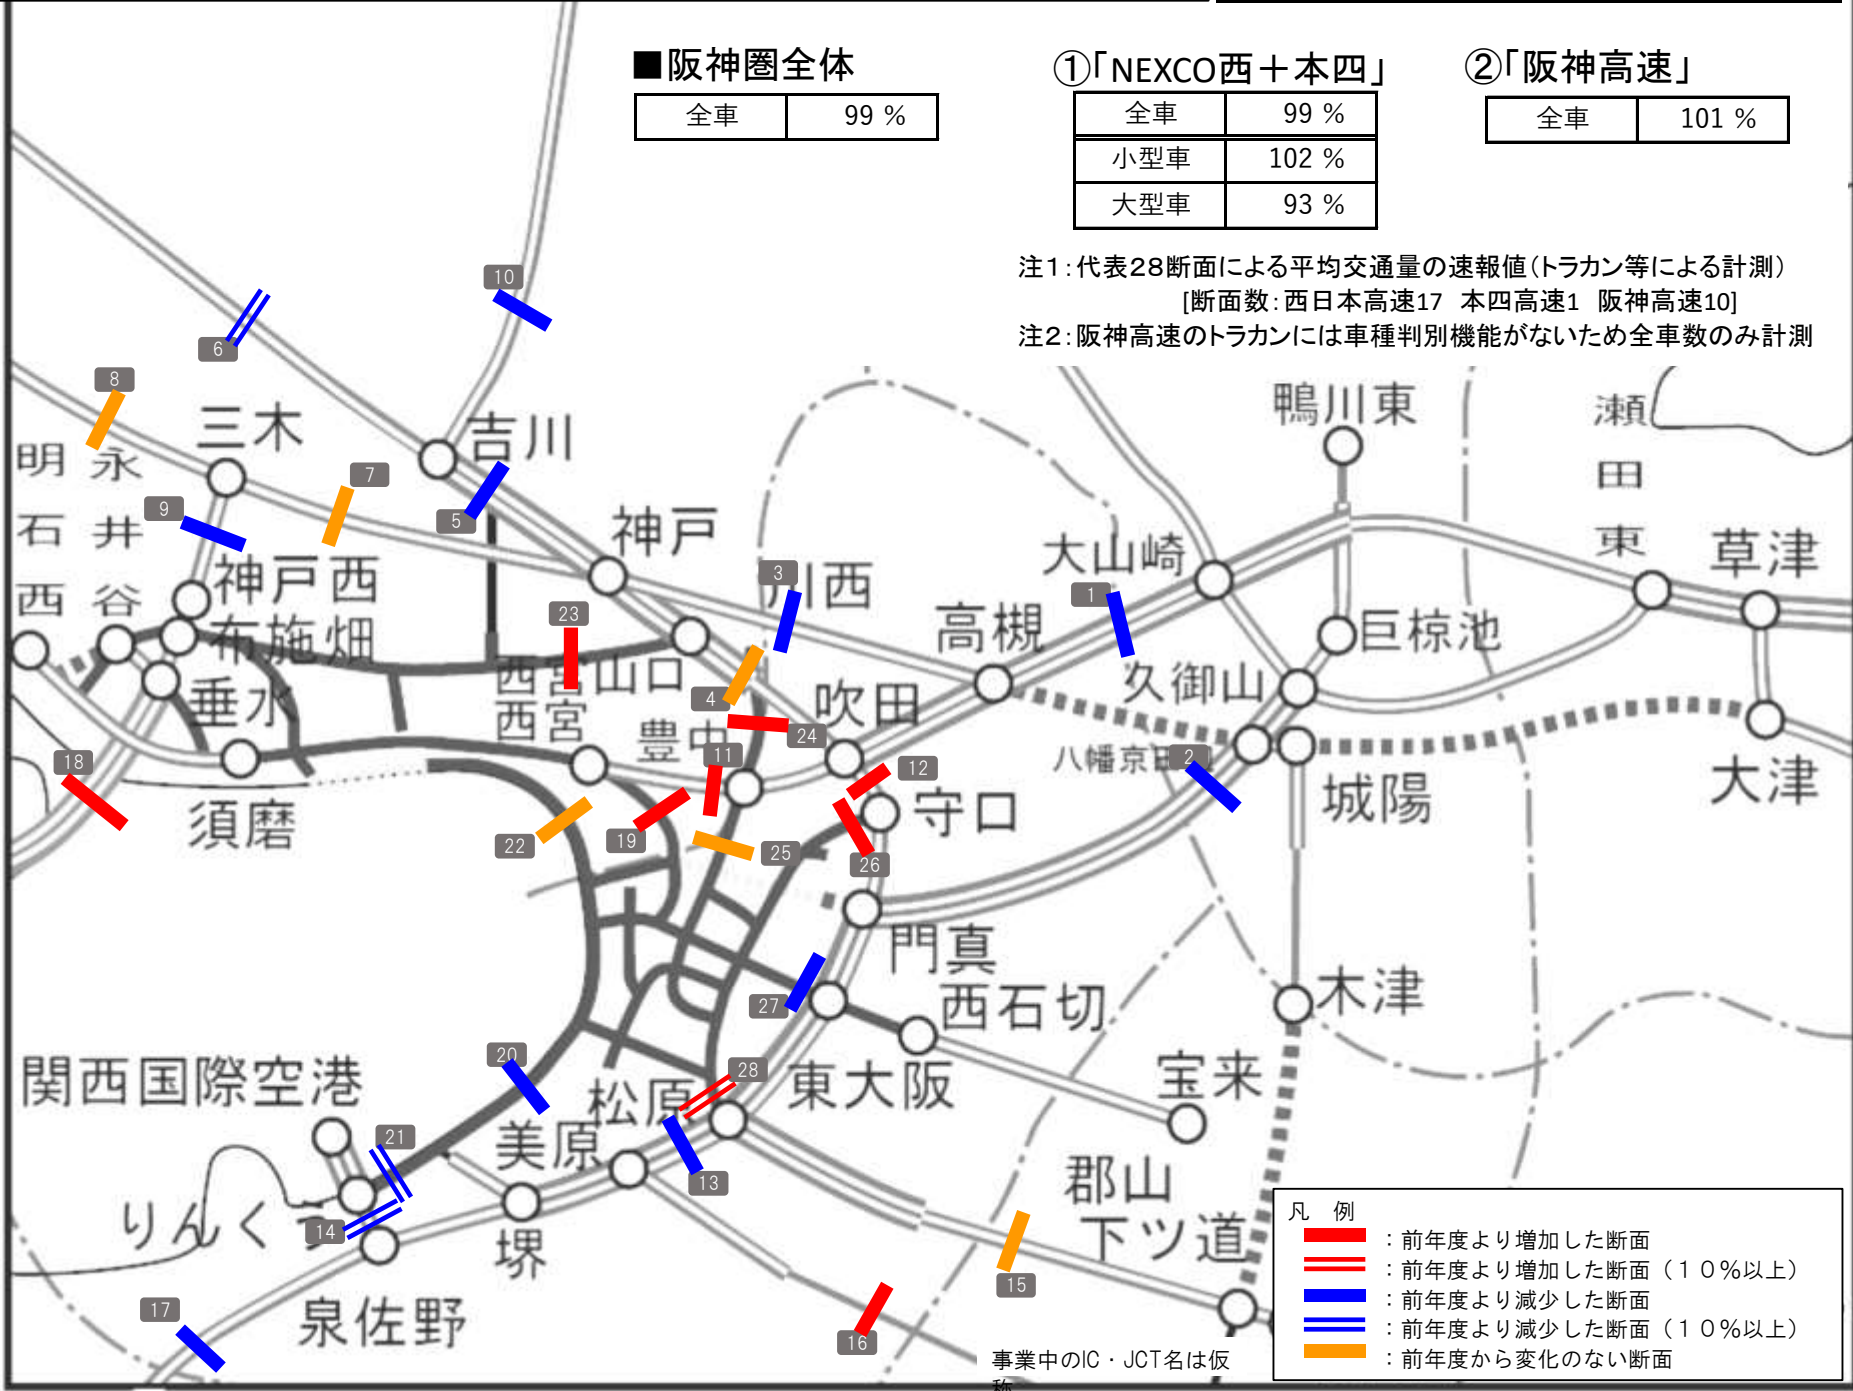 ■阪神圏全体
全車 99 %
①「NEXCO西＋本四」
全車 99 %
小型車 102 %
大型車 93 %
②「阪神高速」
全車 101 %
注１：代表２８断面による平均交通量の速報値（トラカン等による計測）
[断面数：西日本高速17　本四高速1　阪神高速10]
注２：阪神高速のトラカンには車種判別機能がないため全車数のみ計測
10
6
8
三木
吉川
鴨川東
瀬田東
明石西
永井谷
7
9
5
神戸
神戸西
布施畑
3
川西
大山崎
1
草津
23
高槻
巨椋池
西宮山口
4
久御山
垂水
西宮
豊中
吹田
24
11
18
12
八幡京田
2
城陽
大津
須磨
22
19
25
守口
26
門真
27
西石切
木津
関西国際空港
20
松原
28
東大阪
宝来
美原
21
13
郡山
下ツ道
りんくう
14
堺
15
17
泉佐野
16
事業中のIC・JCT名は仮
称
凡　例
：前年度より増加した断面
：前年度より増加した断面（１０％以上）
：前年度より減少した断面
：前年度より減少した断面（１０％以上）
：前年度から変化のない断面